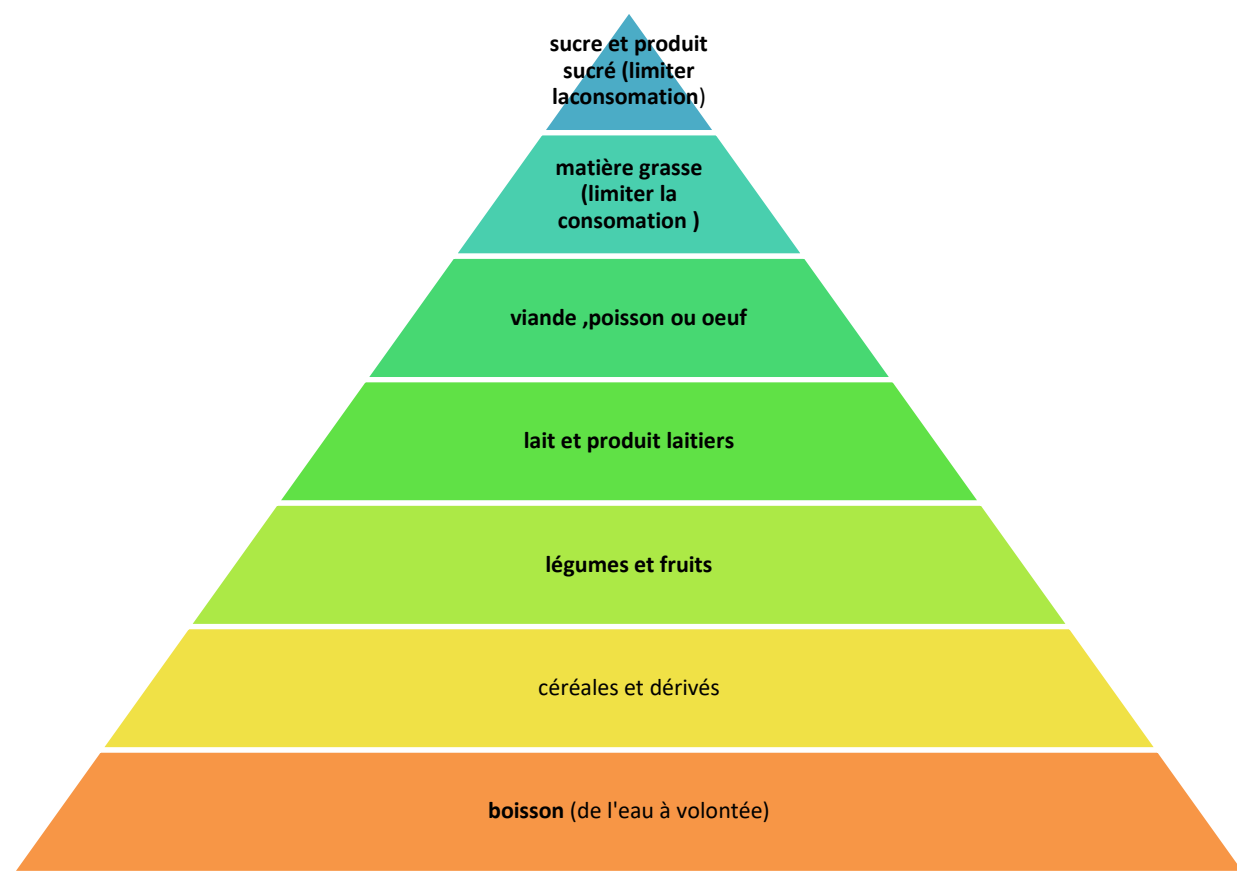 sucre et produit
sucré (limiter
laconsomation)
matière grasse
(limiter la
consomation )
viande ,poisson ou oeuf
lait et produit laitiers
légumes et fruits
céréales et dérivés
boisson (de l'eau à volontée)